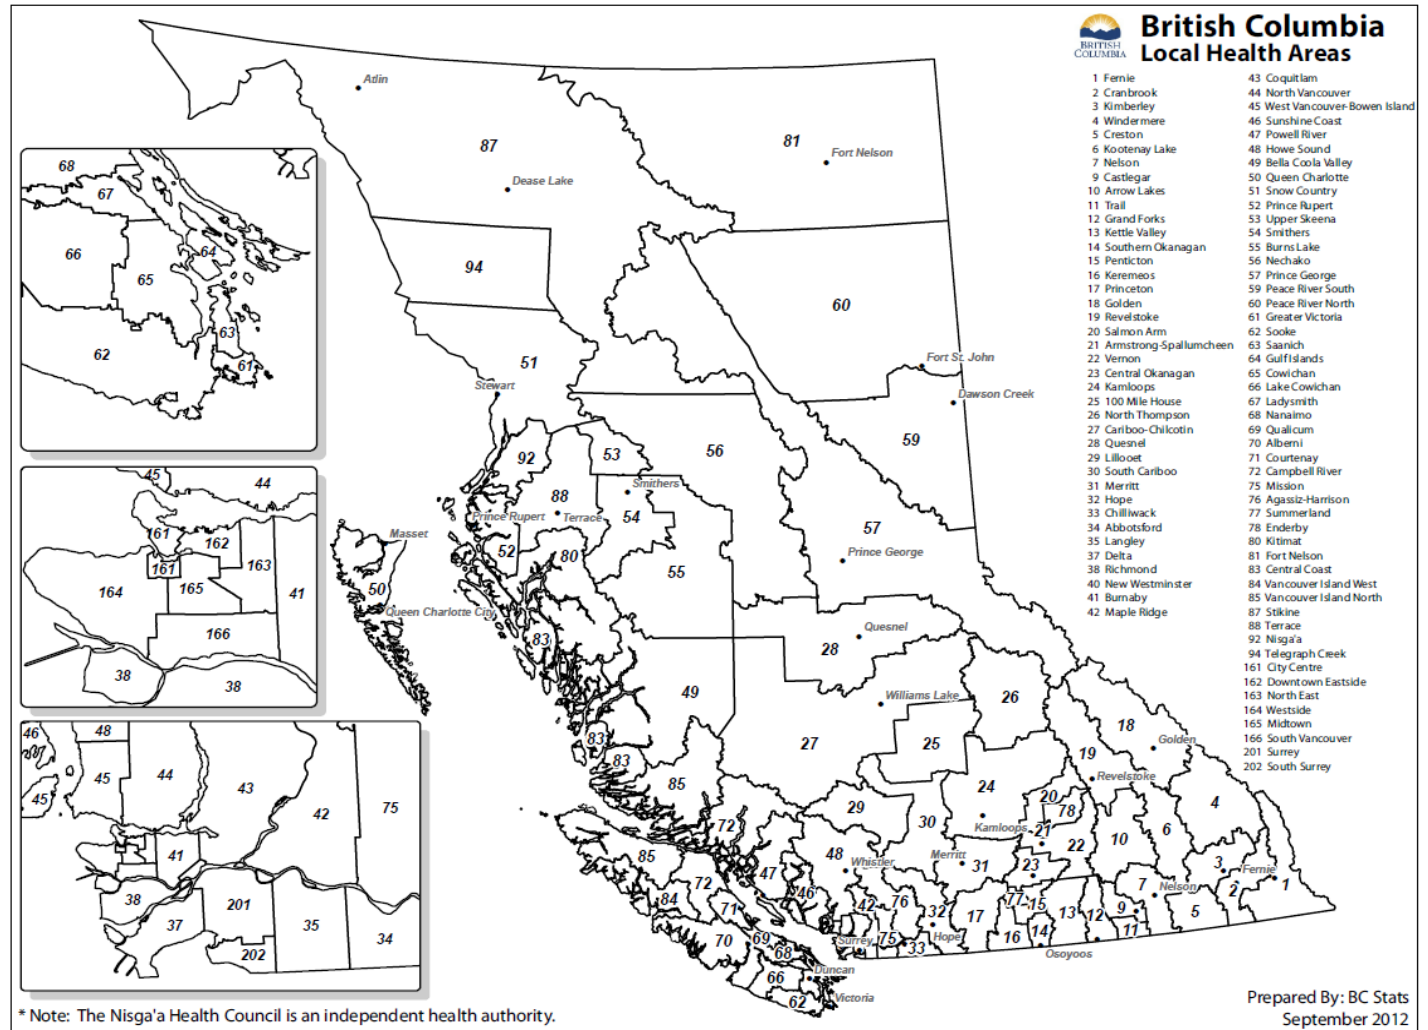 British Columbia
Local Health Areas
BRITISH
COLUMBIA
1 Fernie
2 Cranbrook
3 Kimberley
4 Windermere
5 Creston
6 Kootenay Lake
7 Nelson
9 Castlegar
10 Arrow Lakes
11 Trail
12 Grand Forks
13 Kettle Valley
14 Southern Okanagan
15 Penticton
16 Keremeos
17 Princeton
18 Golden
19 Revelstoke
20 Salmon Arm
21 Armstrong-Spallumcheen
22 Vernon
23 Central Okanagan
24 Kamloops
25 100 Mile House
26 North Thompson
27 Cariboo-Chilcotin
28 Quesnel
29 Lillooet
30 South Cariboo
31 Merritt
32 Hope
33 Chilliwack
34 Abbotsford
35 Langley
37 Delta
38 Richmond
40 New Westminster
41 Burnaby
42 Maple Ridge
43 Coquitlam
44 North Vancouver
45 West Vancouver-Bowen Island
46 Sunshine Coast
47 Powell River
48 Howe Sound
49 Bella Coola Valley
50 Queen Charlotte
51 Snow Country
52 Prince Rupert
53 Upper Skeena
54 Smithers
55 Burns Lake
56 Nechako
57 Prince George
59 Peace River South
60 Peace River North
61 Greater Victoria
62 Sooke
63 Saanich
64 Gulf Islands
65 Cowichan
66 Lake Cowichan
67 Ladysmith
68 Nanaimo
69 Qualicum
70 Alberni
71 Courtenay
72 Campbell River
75 Mission
76 Agassiz-Harrison
77 Summerland
78 Enderby
80 Kitimat
81 Fort Nelson
83 Central Coast
84 Vancouver Island West
85 Vancouver Island North
87 Stikine
88 Terrace
92 Nisga'a
94 Telegraph Creek
161 City Centre
162 Downtown Eastside
163 North East
164 Westside
165 Midtown
166 South Vancouver
201 Surrey
202 South Surrey
Atlin
87
81
Fort Nelson
Dease Lake
94
60
51
Stewart
Fort St. John
Dawson Creek
59
56
53
92
88
Smithers
54
Prince Rupert
Terrace
Masset
52
80
57
Prince George
55
50
Queen Charlotte City
83
Quesnel
28
49
Williams Lake
26
18
83
27
25
Golden
83
19
85
Revelstoke
24
20
4
29
78
72
30
Kamloops
21
10
6
85
48
Whistler
Merritt
31
23
22
3
Fernie
47
72
46
7
Nelson
2
1
84
71
42
76
32
17
77
15
13
12
9
5
70
69
Surrey
75
33
Hope
16
14
11
68
Osoyoos
66
Duncan
62
Victoria
68
67
66
64
65
63
62
61
45
44
161
162
163
161
164
165
41
166
38
38
46
48
45
44
43
45
42
75
41
38
201
37
35
34
202
* Note: The Nisga'a Health Council is an independent health authority.
Prepared By: BC Stats
September 2012